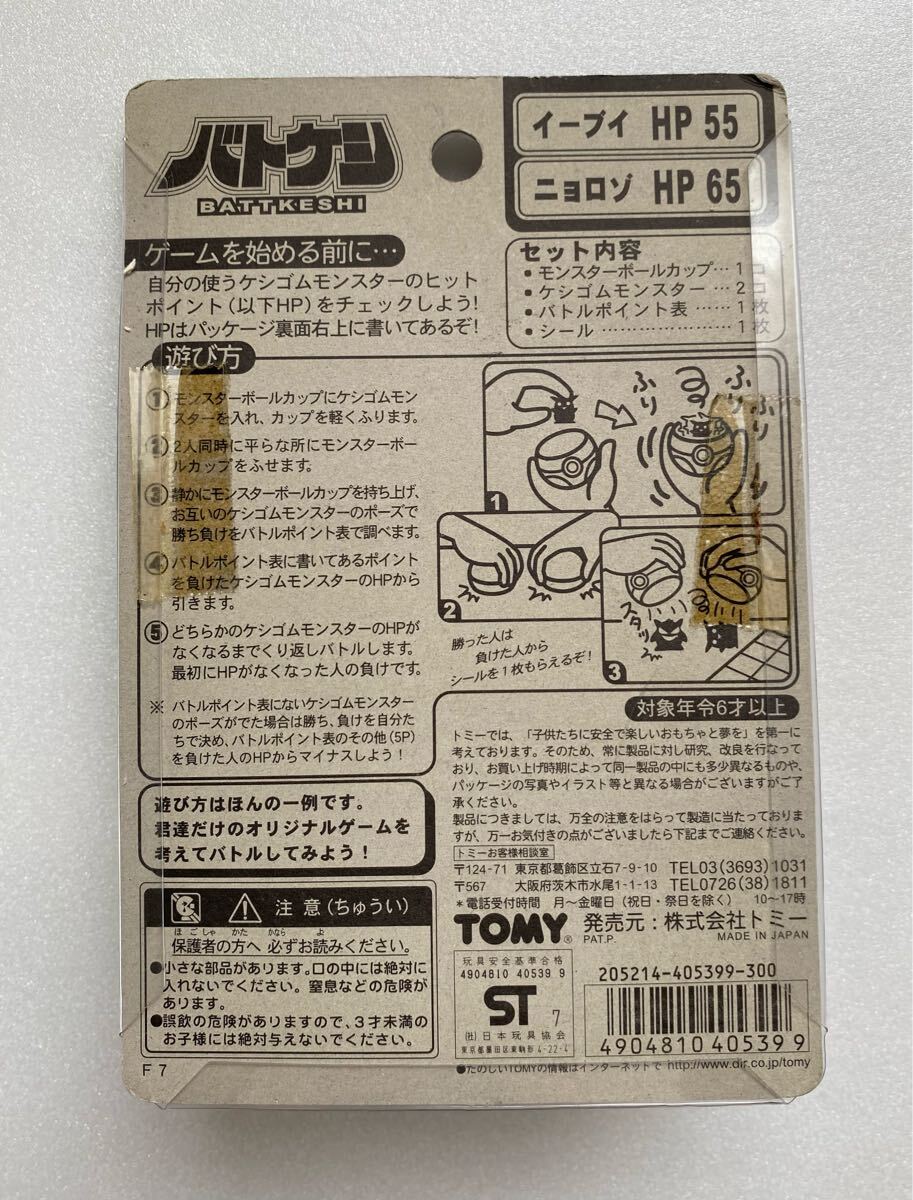 バトケシ
BATTKESHI
イーブイ HP 55
ニョロゾ HP 65
ゲームを始める前に…
自分の使うケシゴムモンスターのヒット
ポイント(以下HP)をチェックしよう!
HPはパッケージ裏面右上に書いてあるぞ!
セット内容
● モンスターボールカップ… 1コ
● ケシゴムモンスター … 2コ
● バトルポイント表 …… 1枚
● シール ………………… 1枚
遊び方
① モンスターボールカップにケシゴムモン
スターを入れ、カップを軽くふります。
② 2人同時に平らな所にモンスターボー
ルカップをふせます。
③ 静かにモンスターボールカップを持ち上げ、
お互いのケシゴムモンスターのポーズで
勝ち負けをバトルポイント表で調べます。
④ バトルポイント表に書いてあるポイント
を負けたケシゴムモンスターのHPから
引きます。
⑤ どちらかのケシゴムモンスターのHPが
なくなるまでくり返しバトルします。
最初にHPがなくなった人の負けです。
※ バトルポイント表にないケシゴムモンスター
のポーズがでた場合は勝ち、負けを自分た
ちで決め、バトルポイント表のその他(5P)
を負けた人のHPからマイナスしよう!
ふり
ふり
ふり
1
2
スタッ
3
勝った人は
負けた人から
シールを1枚もらえるぞ!
遊び方はほんの一例です。
君達だけのオリジナルゲームを
考えてバトルしてみよう!
注意(ちゅうい)
ほごしゃ かた かなら よ
保護者の方へ 必ずお読みください。
●小さな部品があります。口の中には絶対に
入れないでください。窒息などの危険が
あります。
●誤飲の危険がありますので、3才未満の
お子様には絶対与えないでください。
F 7
対象年令6才以上
トミーでは、「子供たちに安全で楽しいおもちゃと夢を」を第一に
考えております。そのため、常に製品に対し研究、改良を行なって
おり、お買い上げ時期によって同一製品の中にも多少異なるものや、
パッケージの写真やイラスト等と異なる場合がございますがご了
承ください。
製品につきましては、万全の注意をはらって製造に当たっております
が、万一お気付きの点がございましたら下記までご連絡ください。
トミーお客様相談室
〒124-71 東京都葛飾区立石7-9-10 TEL03(3693)1031
〒567 大阪府茨木市水尾1-1-13 TEL0726(38)1811
*電話受付時間 月〜金曜日(祝日・祭日を除く) 10〜17時
TOMY® 発売元:株式会社トミー
PAT.P. MADE IN JAPAN
玩具安全基準合格
4904810 40539 9
ST 7
(社)日本玩具協会
東京都墨田区東駒形 4-22-4
205214-405399-300
4904810 405399
●たのしいTOMYの情報はインターネットで http://www.dir.co.jp/tomy